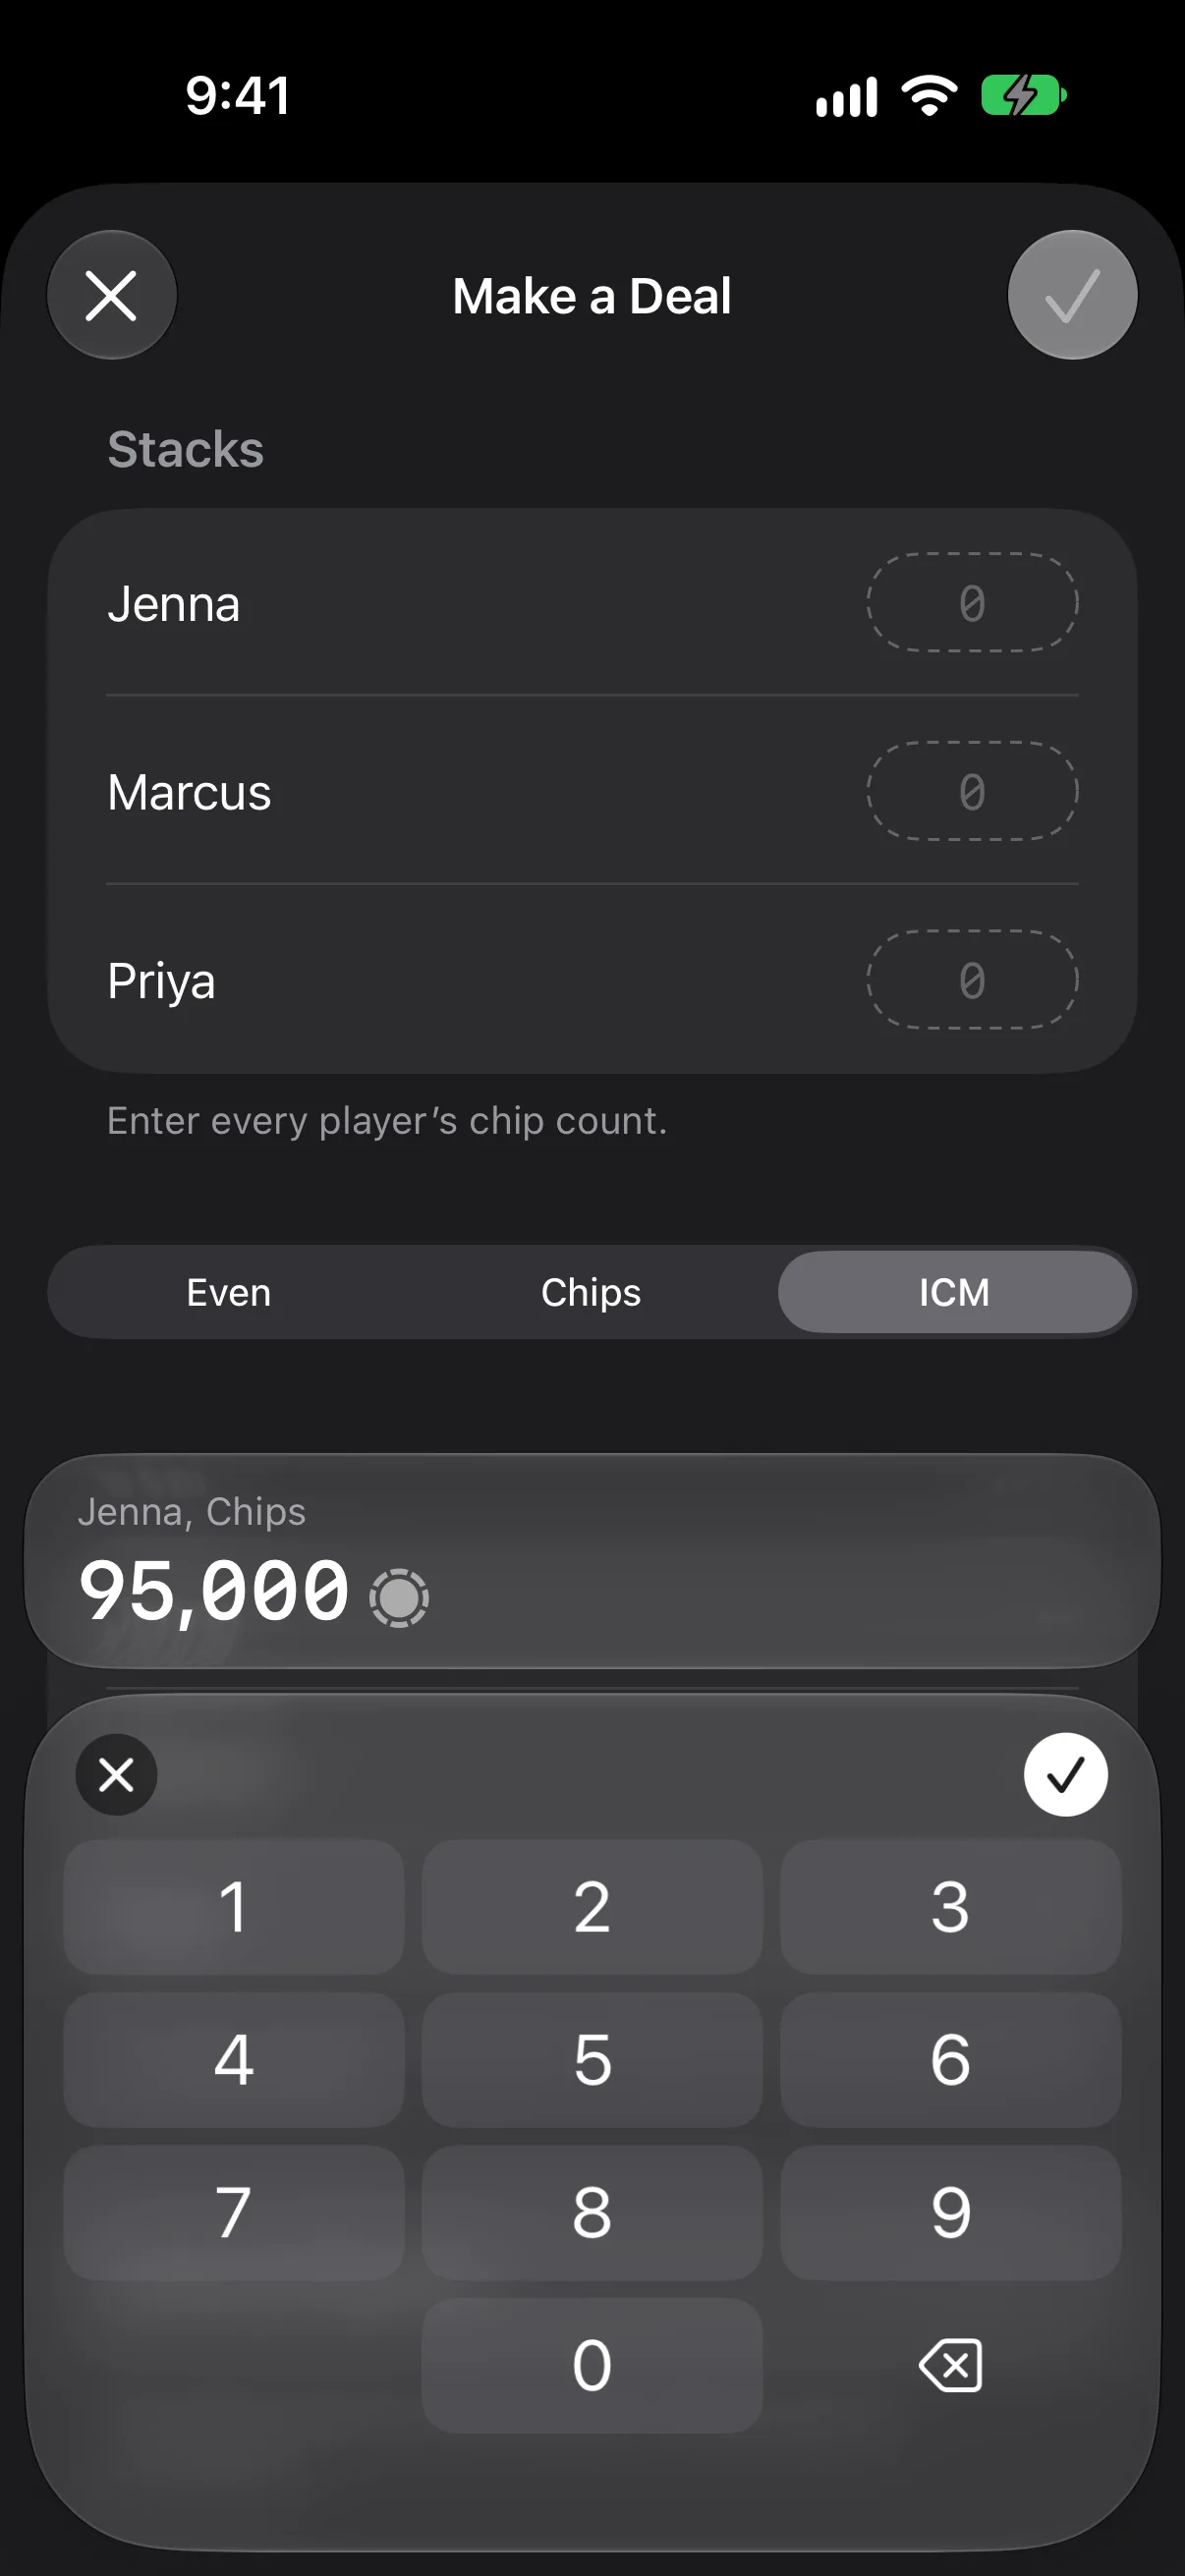 9:41
Make a Deal
Stacks
Jenna 0
Marcus 0
Priya 0
Enter every player’s chip count.
Even Chips ICM
Jenna, Chips
95,000
1 2 3
4 5 6
7 8 9
0